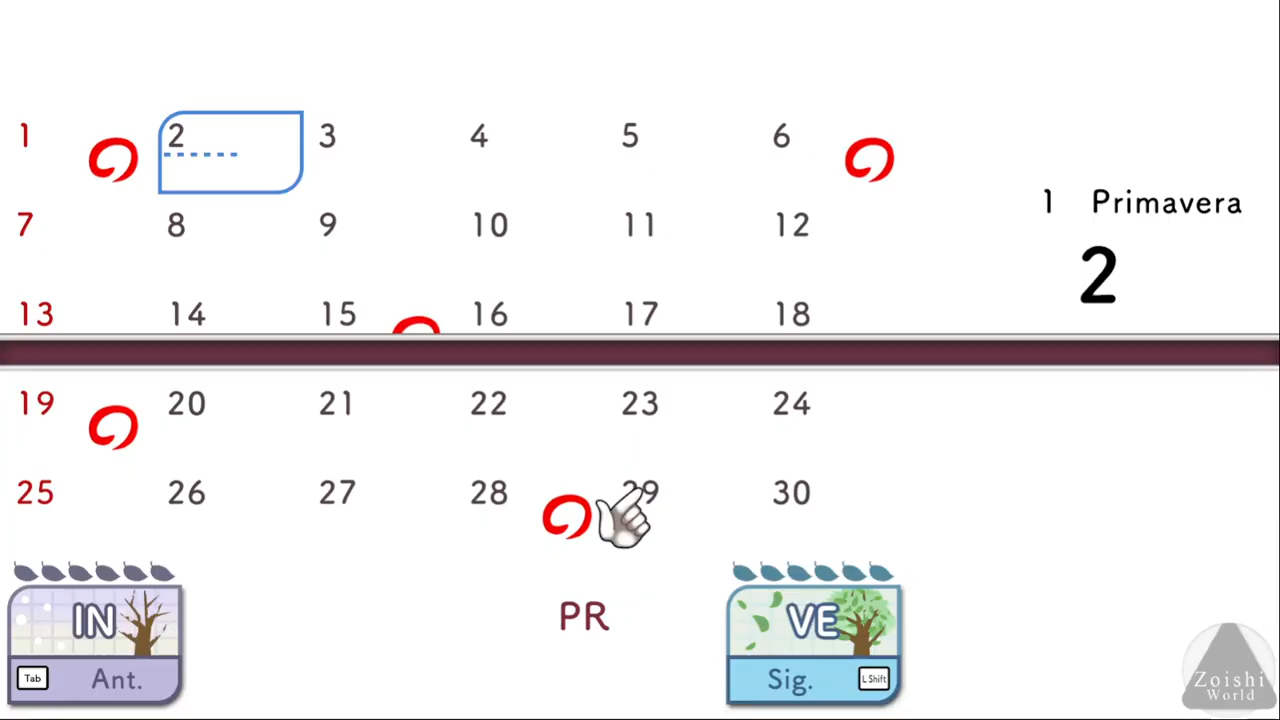 1 2 3 4 5 6
1 Primavera
7 8 9 10 11 12
2
13 14 15 16 17 18
19 20 21 22 23 24
25 26 27 28 29 30
IN
PR
VE
Tab Ant.
Sig. L Shift
Zoishi
World